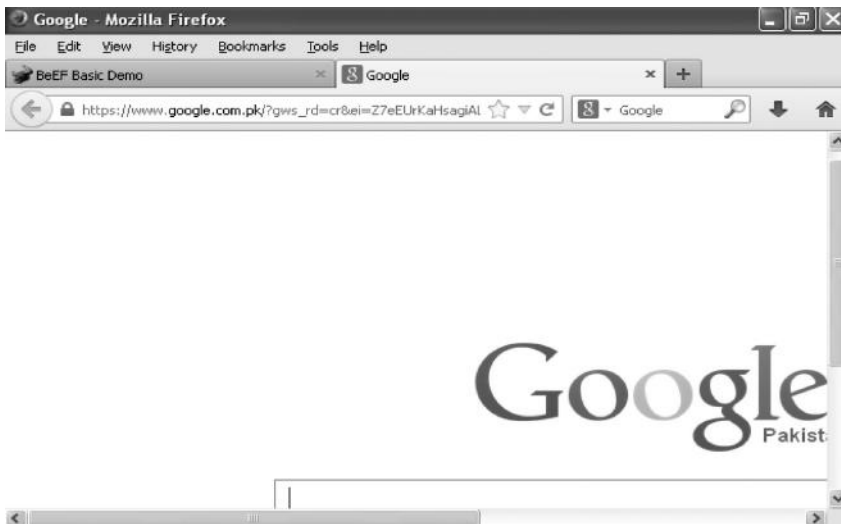 Google - Mozilla Firefox
File Edit View History Bookmarks Tools Help
BeEF Basic Demo Google
https://www.google.com.pk/?gws_rd=cr&ei=Z7eEUrKaHsagiAL Google
Google
Pakist